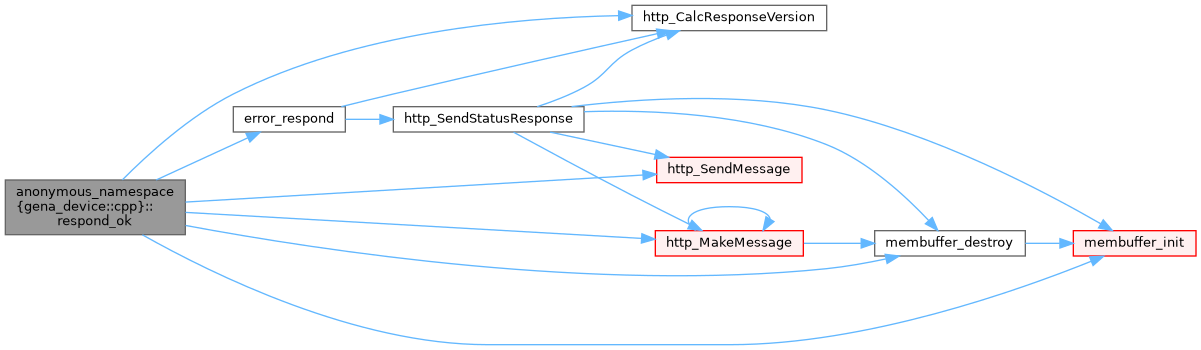 http_CalcResponseVersion
error_respond
http_SendStatusResponse
http_SendMessage
anonymous_namespace
{gena_device::cpp}::
respond_ok
http_MakeMessage
membuffer_destroy
membuffer_init